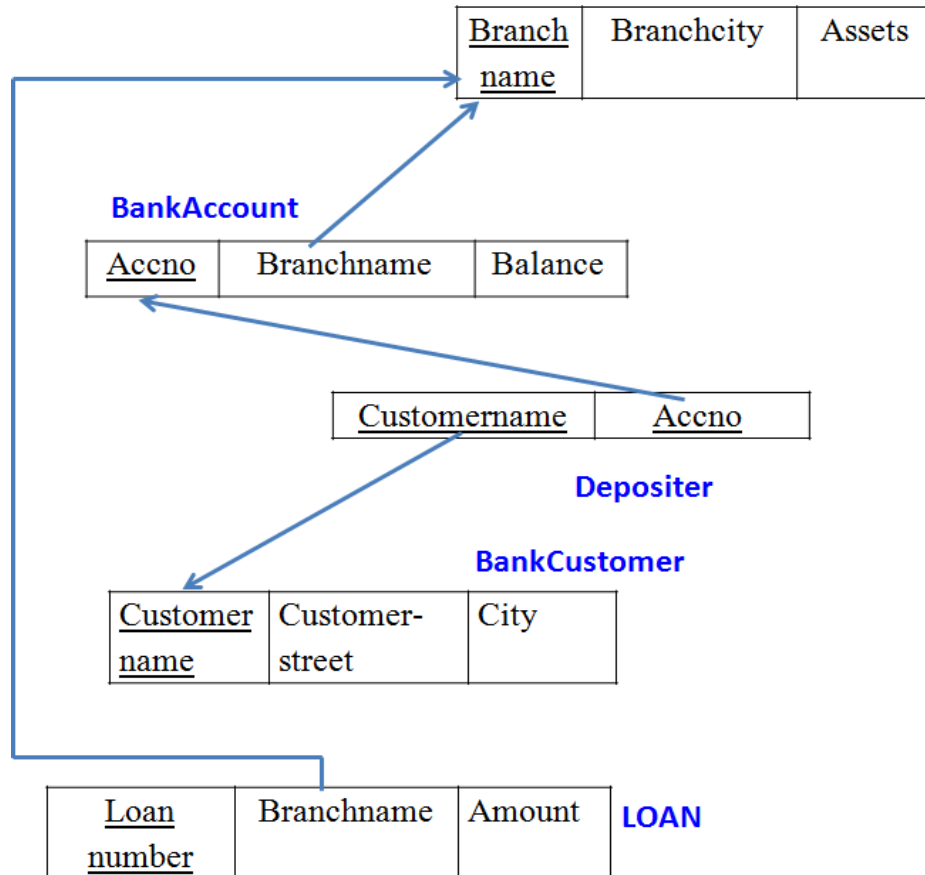 Branch Branchcity Assets
name
BankAccount
Accno Branchname Balance
Customername Accno
Depositer
BankCustomer
Customer Customer- City
name street
Loan Branchname Amount LOAN
number